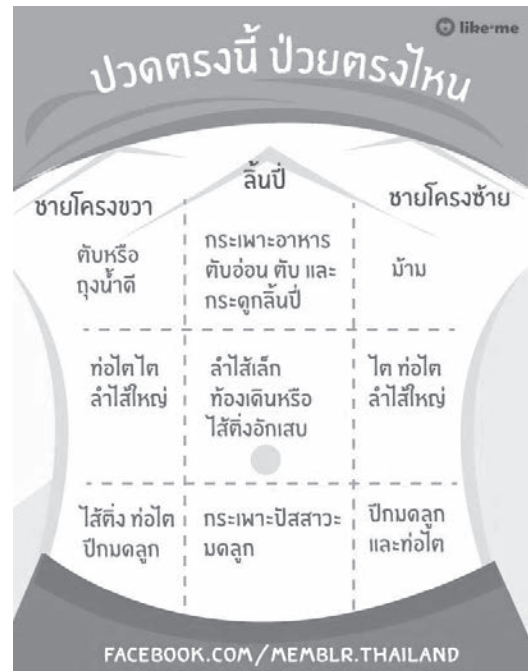 like·me
ปวดตรงนี้ ป่วยตรงไหน
ชายโครงขวา
ลิ้นปี่
ชายโครงซ้าย
ตับหรือ
ถุงน้ำดี
กระเพาะอาหาร
ตับอ่อน ตับ และ
กระดูกลิ้นปี่
ม้าม
ท่อไต ไต
ลำไส้ใหญ่
ลำไส้เล็ก
ท้องเดินหรือ
ไส้ติ่งอักเสบ
ไต ท่อไต
ลำไส้ใหญ่
ไส้ติ่ง ท่อไต
ปีกมดลูก
กระเพาะปัสสาวะ
มดลูก
ปีกมดลูก
และท่อไต
FACEBOOK.COM/MEMBLR.THAILAND